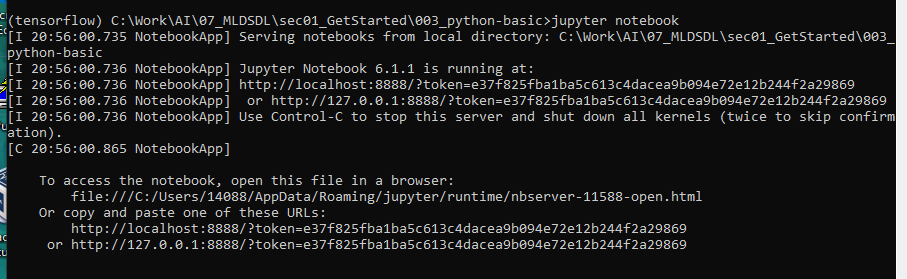 (tensorflow) C:\Work\AI\07_MLDSDL\sec01_GetStarted\003_python-basic>jupyter notebook
[I 20:56:00.735 NotebookApp] Serving notebooks from local directory: C:\Work\AI\07_MLDSDL\sec01_GetStarted\003_
python-basic
[I 20:56:00.736 NotebookApp] Jupyter Notebook 6.1.1 is running at:
[I 20:56:00.736 NotebookApp] http://localhost:8888/?token=e37f825fba1ba5c613c4dacea9b094e72e12b244f2a29869
[I 20:56:00.736 NotebookApp]  or http://127.0.0.1:8888/?token=e37f825fba1ba5c613c4dacea9b094e72e12b244f2a29869
[I 20:56:00.736 NotebookApp] Use Control-C to stop this server and shut down all kernels (twice to skip confirm
ation).
[C 20:56:00.865 NotebookApp]
To access the notebook, open this file in a browser:
file:///C:/Users/14088/AppData/Roaming/jupyter/runtime/nbserver-11588-open.html
Or copy and paste one of these URLs:
http://localhost:8888/?token=e37f825fba1ba5c613c4dacea9b094e72e12b244f2a29869
or http://127.0.0.1:8888/?token=e37f825fba1ba5c613c4dacea9b094e72e12b244f2a29869